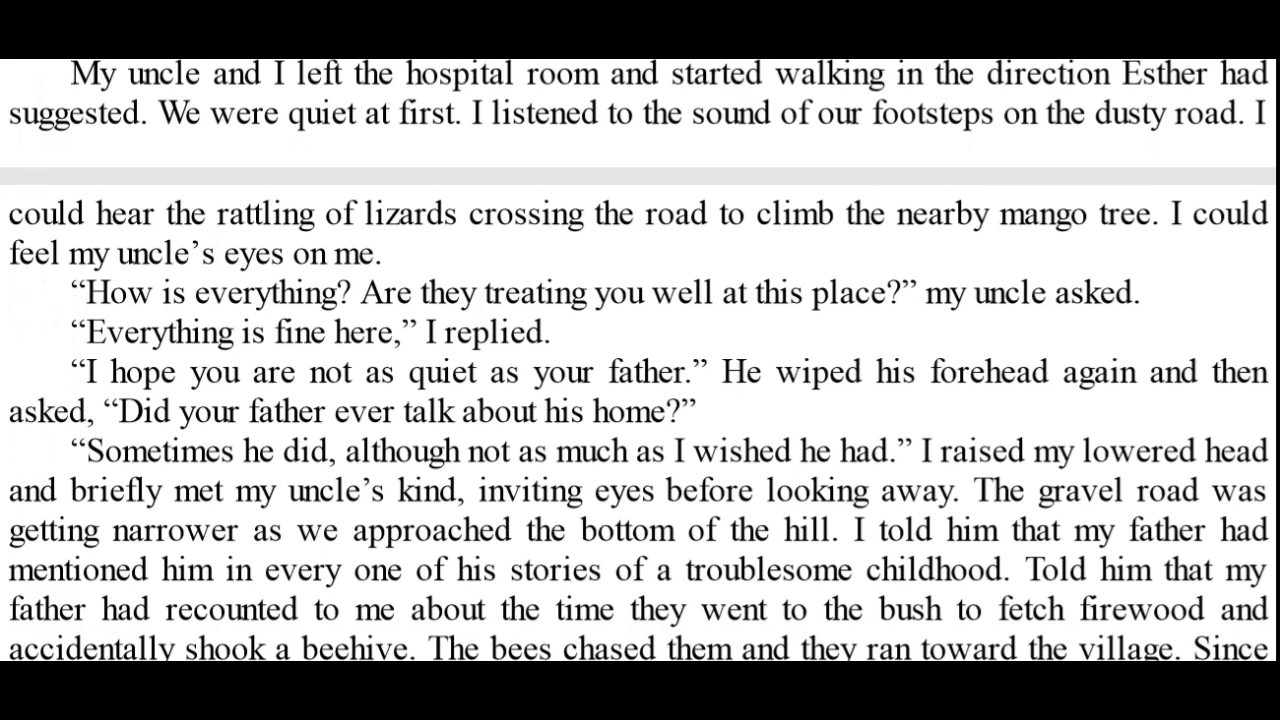 My uncle and I left the hospital room and started walking in the direction Esther had
suggested. We were quiet at first. I listened to the sound of our footsteps on the dusty road. I
could hear the rattling of lizards crossing the road to climb the nearby mango tree. I could
feel my uncle’s eyes on me.
“How is everything? Are they treating you well at this place?” my uncle asked.
“Everything is fine here,” I replied.
“I hope you are not as quiet as your father.” He wiped his forehead again and then
asked, “Did your father ever talk about his home?”
“Sometimes he did, although not as much as I wished he had.” I raised my lowered head
and briefly met my uncle’s kind, inviting eyes before looking away. The gravel road was
getting narrower as we approached the bottom of the hill. I told him that my father had
mentioned him in every one of his stories of a troublesome childhood. Told him that my
father had recounted to me about the time they went to the bush to fetch firewood and
accidentally shook a beehive. The bees chased them and they ran toward the village. Since